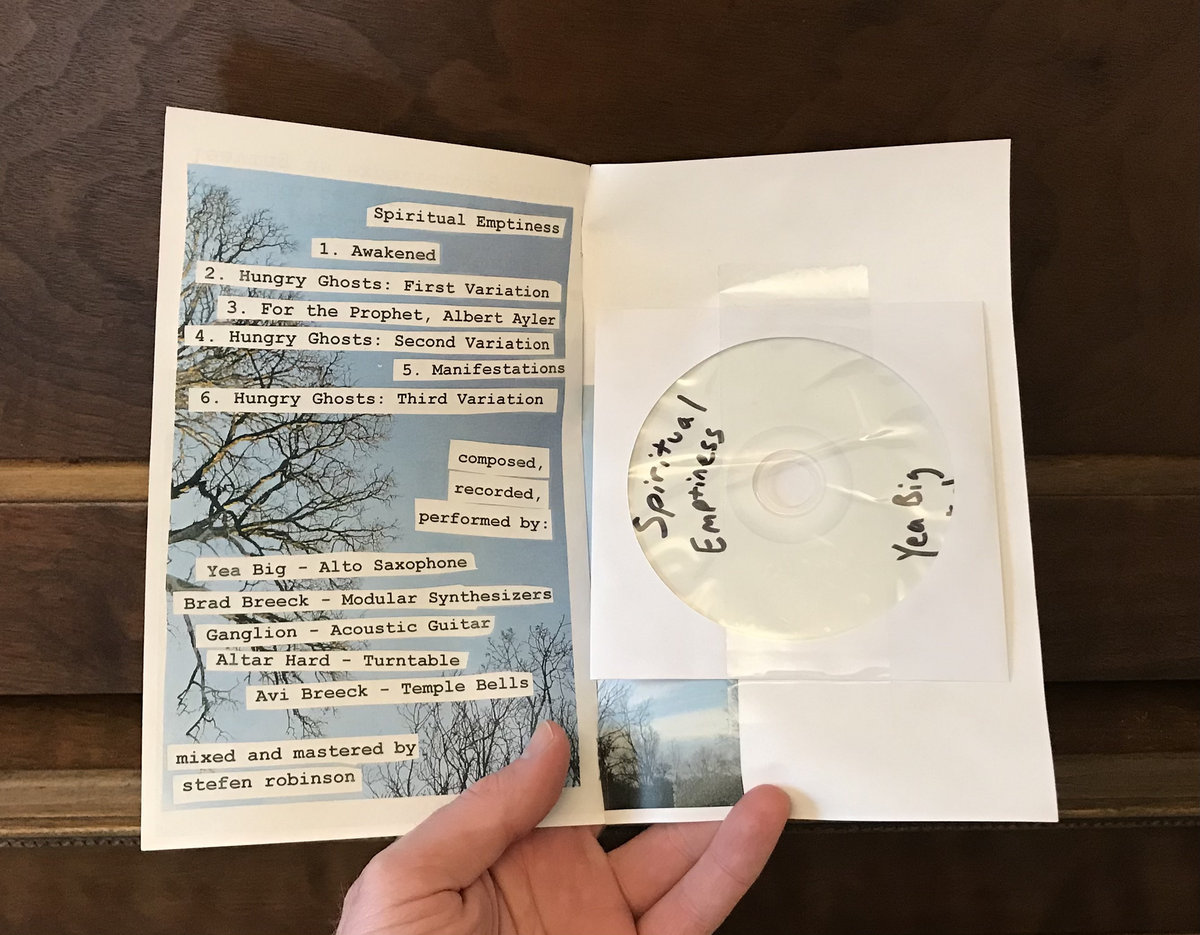 Spiritual Emptiness
1. Awakened
2. Hungry Ghosts: First Variation
3. For the Prophet, Albert Ayler
4. Hungry Ghosts: Second Variation
5. Manifestations
6. Hungry Ghosts: Third Variation
composed,
recorded,
performed by:
Yea Big - Alto Saxophone
Brad Breeck - Modular Synthesizers
Ganglion - Acoustic Guitar
Altar Hard - Turntable
Avi Breeck - Temple Bells
mixed and mastered by
stefen robinson
Spiritual
Emptiness
Yea Big